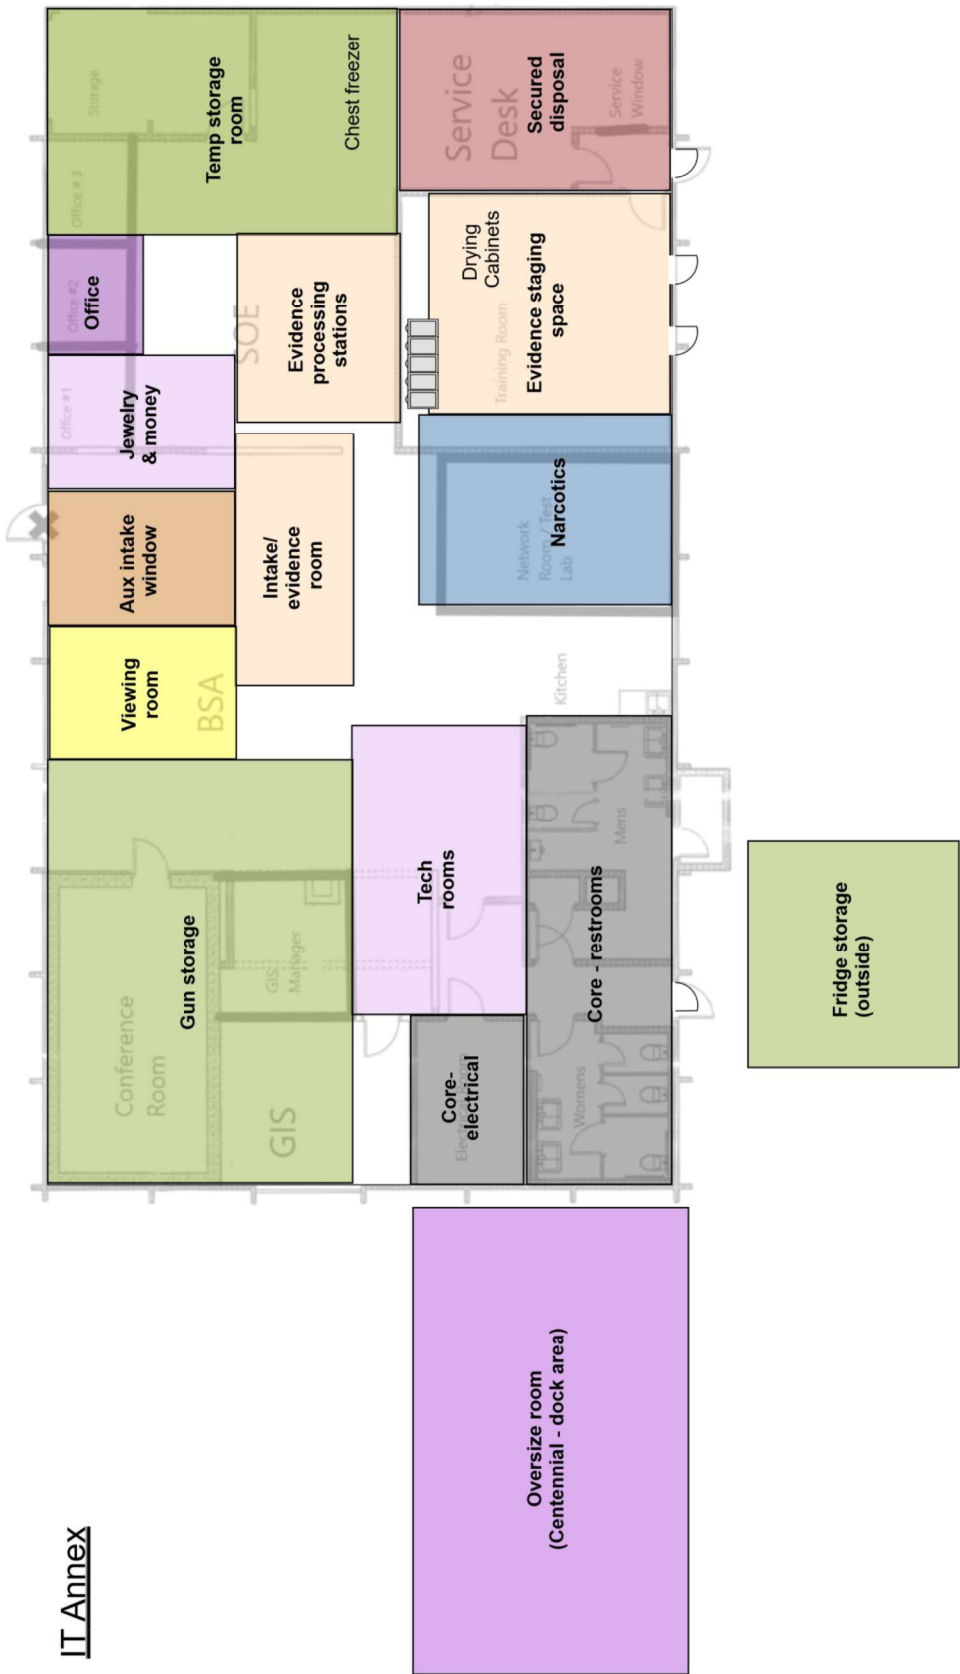 IT Annex
Conference
Room
GIS
GIS
Manager
Gun storage
Viewing
room
BSA
Aux intake
window
Jewelry
& money
Office #1
Office
Office #2
Office # 3
Storage
Temp storage
room
Chest freezer
Intake/
evidence
room
SOE
Evidence
processing
stations
Service
Desk
Secured
disposal
Service
Window
Drying
Cabinets
Evidence staging
space
Training Room
Narcotics
Network
Room / Test
Lab
Kitchen
Tech
rooms
Core-
electrical
Core - restrooms
Womens
Mens
Oversize room
(Centennial - dock area)
Fridge storage
(outside)